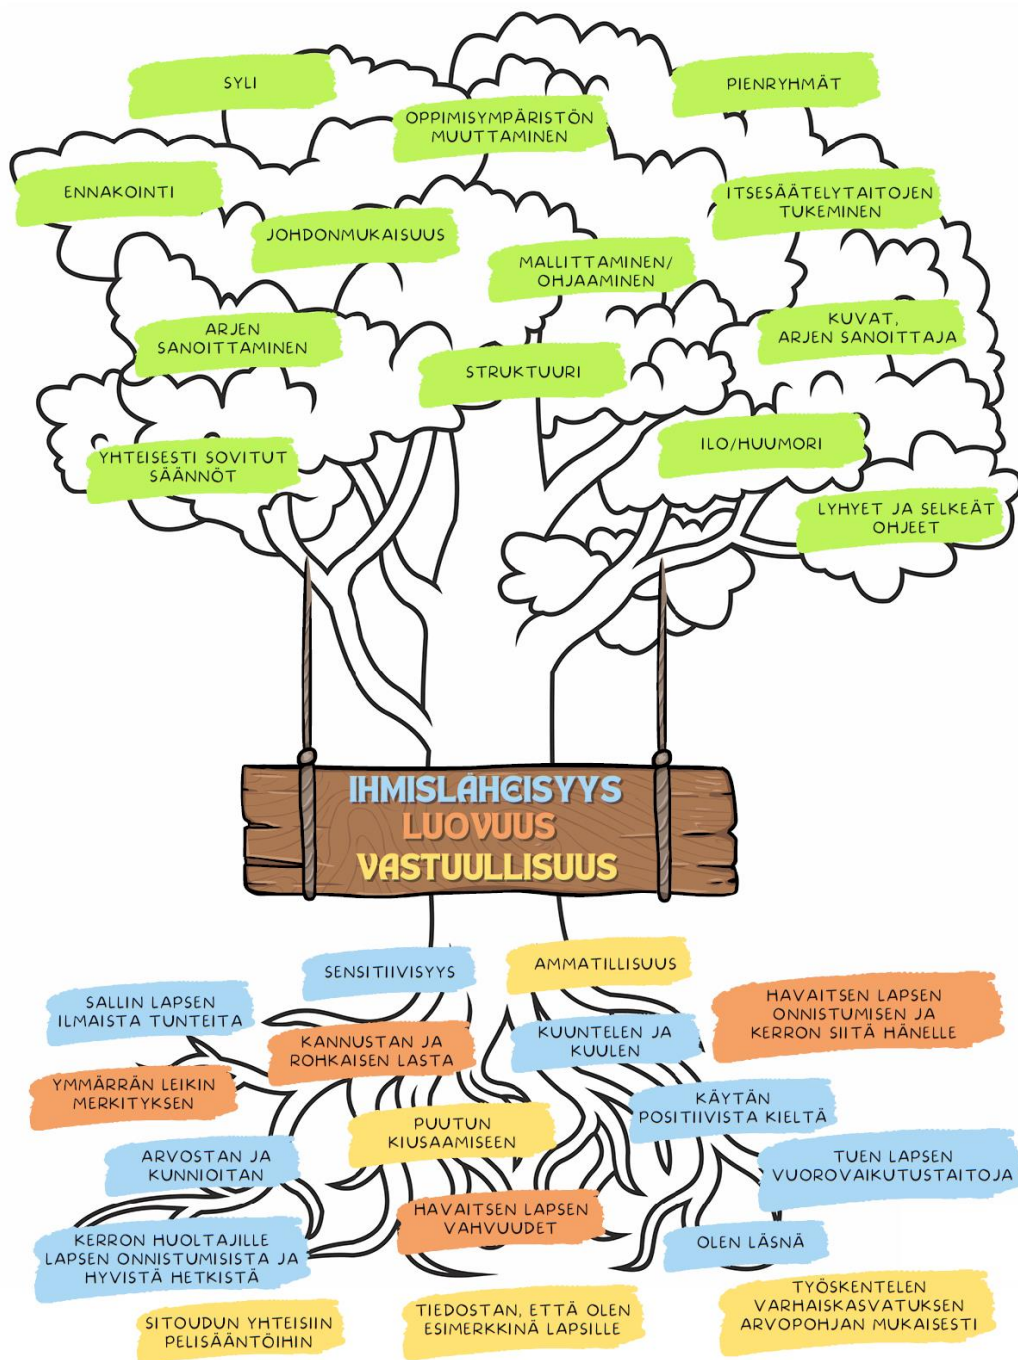 SYLI
PIENRYHMÄT
OPPIMISYMPÄRISTÖN
MUUTTAMINEN
ENNAKOINTI
ITSESÄÄTELYTAITOJEN
TUKEMINEN
JOHDONMUKAISUUS
MALLITTAMINEN/
OHJAAMINEN
ARJEN
SANOITTAMINEN
KUVAT,
ARJEN SANOITTAJA
STRUKTUURI
YHTEISESTI SOVITUT
SÄÄNNÖT
ILO/HUUMORI
LYHYET JA SELKEÄT
OHJEET
IHMISLÄHEISYYS
LUOVUUS
VASTUULLISUUS
SENSITIIVISYYS
AMMATILLISUUS
SALLIN LAPSEN
ILMAISTA TUNTEITA
KANNUSTAN JA
ROHKAISEN LASTA
KUUNTELEN JA
KUULEN
HAVAITSEN LAPSEN
ONNISTUMISEN JA
KERRON SIITÄ HÄNELLE
YMMÄRRÄN LEIKIN
MERKITYKSEN
PUUTUN
KIUSAAMISEEN
KÄYTÄN
POSITIIVISTA KIELTÄ
ARVOSTAN JA
KUNNIOITAN
TUEN LAPSEN
VUOROVAIKUTUSTAITOJA
HAVAITSEN LAPSEN
VAHVUUDET
KERRON HUOLTAJILLE
LAPSEN ONNISTUMISISTA JA
HYVISTÄ HETKISTÄ
OLEN LÄSNÄ
SITOUDUN YHTEISIIN
PELISÄÄNTÖIHIN
TIEDOSTAN, ETTÄ OLEN
ESIMERKKINÄ LAPSILLE
TYÖSKENTELEN
VARHAISKASVATUKSEN
ARVOPOHJAN MUKAISESTI